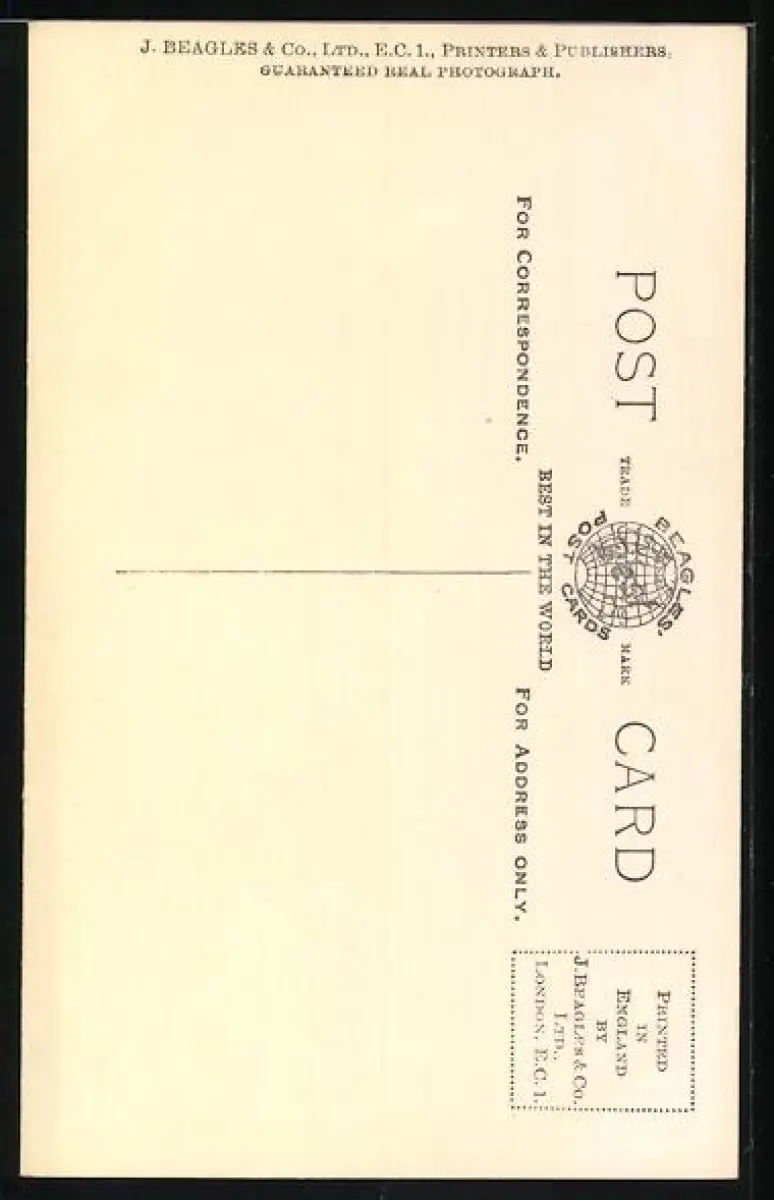 J. BEAGLES & CO., LTD., E.C. 1., PRINTERS & PUBLISHERS,
GUARANTEED REAL PHOTOGRAPH.
POST CARD
TRADE MARK
BEAGLES'
POST CARDS
BEST IN THE WORLD
FOR CORRESPONDENCE.
FOR ADDRESS ONLY.
PRINTED
IN
ENGLAND
BY
J. BEAGLES & CO.
LTD.,
LONDON, E.C. 1.